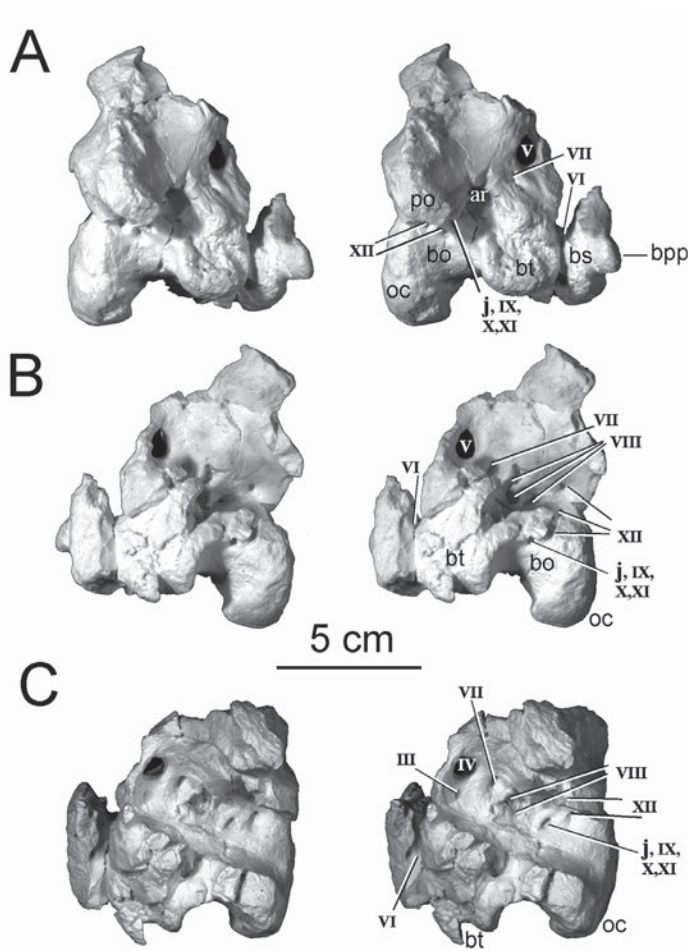 A
V
VII
VI
ar
po
XII
bo
bt
bs
bpp
oc
j, IX,
X,XI
B
V
VII
VIII
VI
XII
bt
bo
j, IX,
X,XI
oc
5 cm
C
VII
IV
III
VIII
XII
j, IX,
X,XI
VI
bt
oc